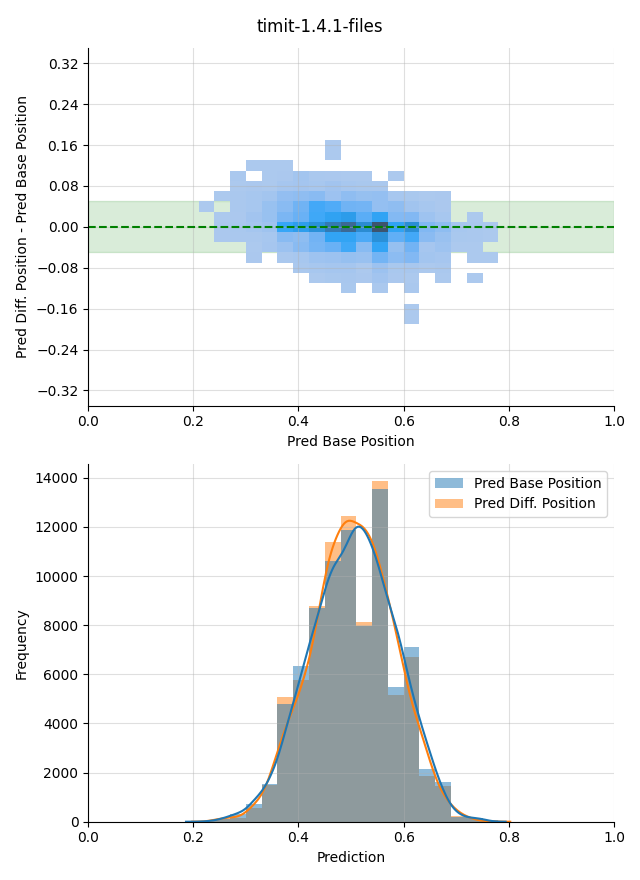 timit-1.4.1-files
Pred Diff. Position - Pred Base Position
0.32
0.24
0.16
0.08
0.00
−0.08
−0.16
−0.24
−0.32
0.0 0.2 0.4 0.6 0.8 1.0
Pred Base Position
Frequency
14000
12000
10000
8000
6000
4000
2000
0
Pred Base Position
Pred Diff. Position
0.0 0.2 0.4 0.6 0.8 1.0
Prediction